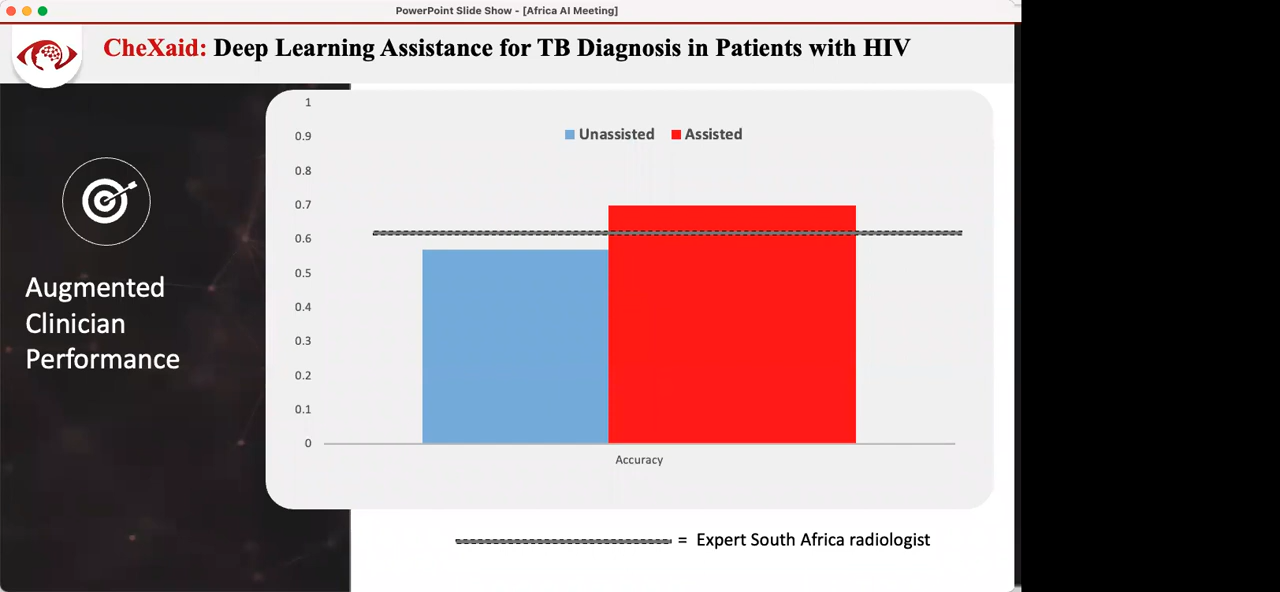 PowerPoint Slide Show - [Africa AI Meeting]
CheXaid: Deep Learning Assistance for TB Diagnosis in Patients with HIV
Augmented
Clinician
Performance
Unassisted Assisted
1
0.9
0.8
0.7
0.6
0.5
0.4
0.3
0.2
0.1
0
Accuracy
= Expert South Africa radiologist